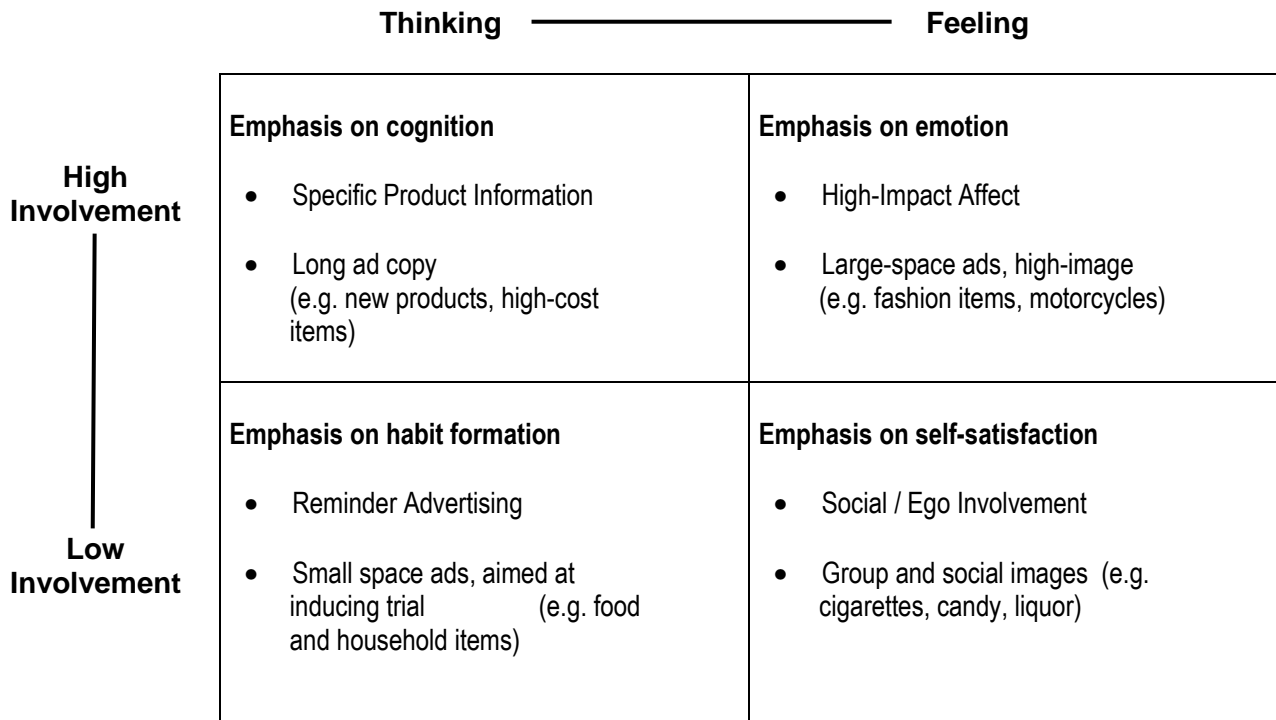 Thinking Feeling
Emphasis on cognition
• Specific Product Information
• Long ad copy
(e.g. new products, high-cost
items)
Emphasis on emotion
• High-Impact Affect
• Large-space ads, high-image
(e.g. fashion items, motorcycles)
High
Involvement
Low
Involvement
Emphasis on habit formation
• Reminder Advertising
• Small space ads, aimed at
inducing trial (e.g. food
and household items)
Emphasis on self-satisfaction
• Social / Ego Involvement
• Group and social images (e.g.
cigarettes, candy, liquor)